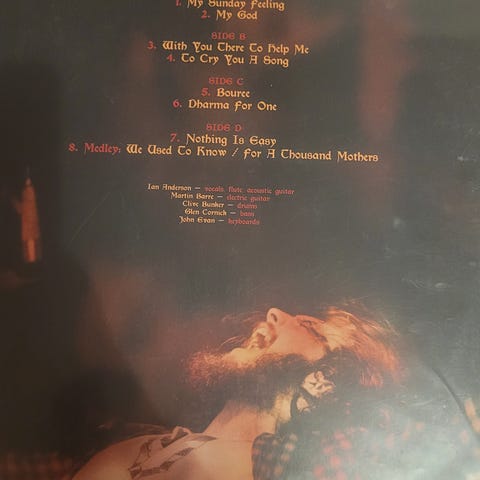 1. My Sunday Feeling
2. My God
SIDE B
3. With You There To Help Me
4. To Cry You A Song
SIDE C
5. Bouree
6. Dharma For One
SIDE D
7. Nothing Is Easy
8. Medley: We Used To Know / For A Thousand Mothers
Ian Anderson — vocals, flute, acoustic guitar
Martin Barre — electric guitar
Clive Bunker — drums
Glen Cornick — bass
John Evan — keyboards